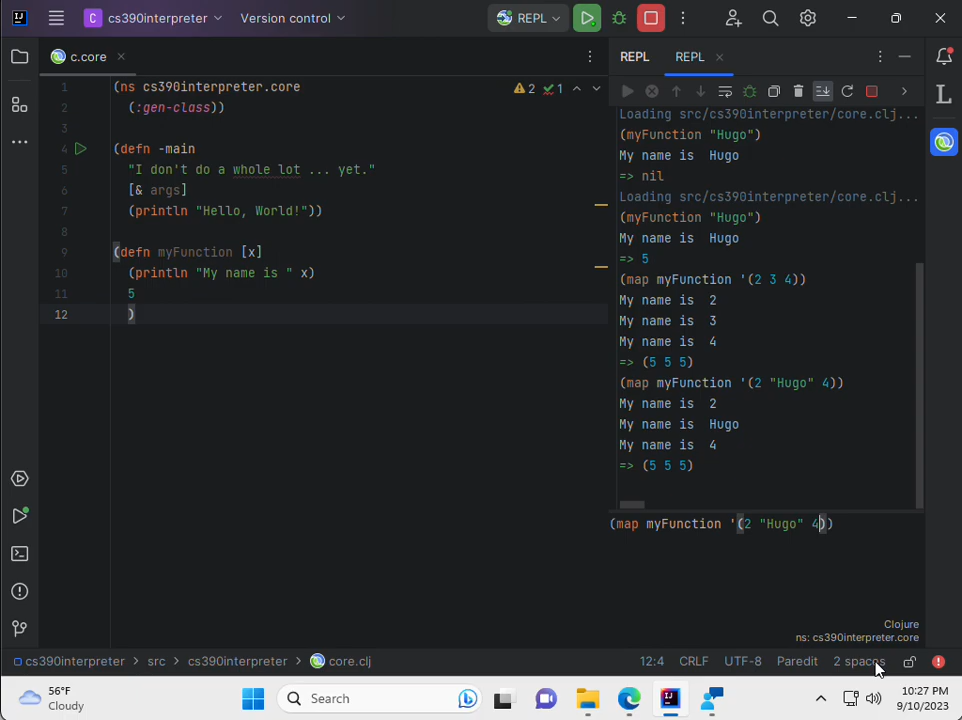 C cs390interpreter Version control REPL
c.core
REPL REPL
1 (ns cs390interpreter.core
2 (:gen-class))
3
4 (defn -main
5 "I don't do a whole lot ... yet."
6 [& args]
7 (println "Hello, World!"))
8
9 (defn myFunction [x]
10 (println "My name is " x)
11 5
12 )
2 1
Loading src/cs390interpreter/core.clj...
(myFunction "Hugo")
My name is  Hugo
=> nil
Loading src/cs390interpreter/core.clj...
(myFunction "Hugo")
My name is  Hugo
=> 5
(map myFunction '(2 3 4))
My name is  2
My name is  3
My name is  4
=> (5 5 5)
(map myFunction '(2 "Hugo" 4))
My name is  2
My name is  Hugo
My name is  4
=> (5 5 5)
(map myFunction '(2 "Hugo" 4))
Clojure
ns: cs390interpreter.core
cs390interpreter > src > cs390interpreter > core.clj 12:4 CRLF UTF-8 Paredit 2 spaces
56°F
Cloudy
Search
10:27 PM
9/10/2023